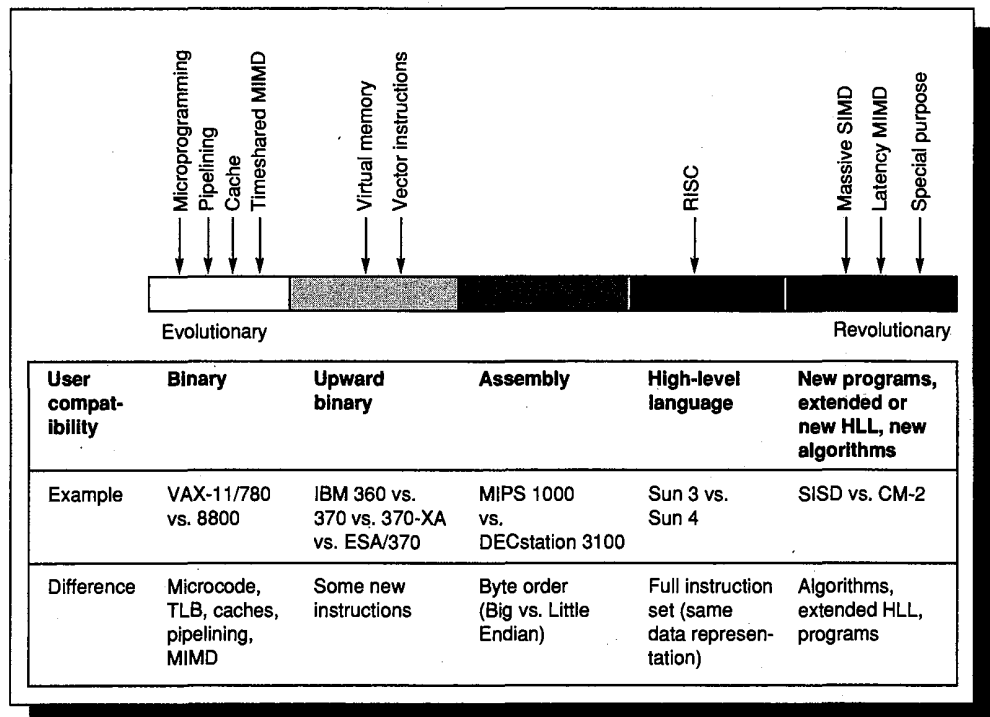 Microprogramming
Pipelining
Cache
Timeshared MIMD
Virtual memory
Vector instructions
RISC
Massive SIMD
Latency MIMD
Special purpose
Evolutionary
Revolutionary
User
compat-
ibility
Binary
Upward
binary
Assembly
High-level
language
New programs,
extended or
new HLL, new
algorithms
Example
VAX-11/780
vs. 8800
IBM 360 vs.
370 vs. 370-XA
vs. ESA/370
MIPS 1000
vs.
DECstation 3100
Sun 3 vs.
Sun 4
SISD vs. CM-2
Difference
Microcode,
TLB, caches,
pipelining,
MIMD
Some new
instructions
Byte order
(Big vs. Little
Endian)
Full instruction
set (same
data represen-
tation)
Algorithms,
extended HLL,
programs